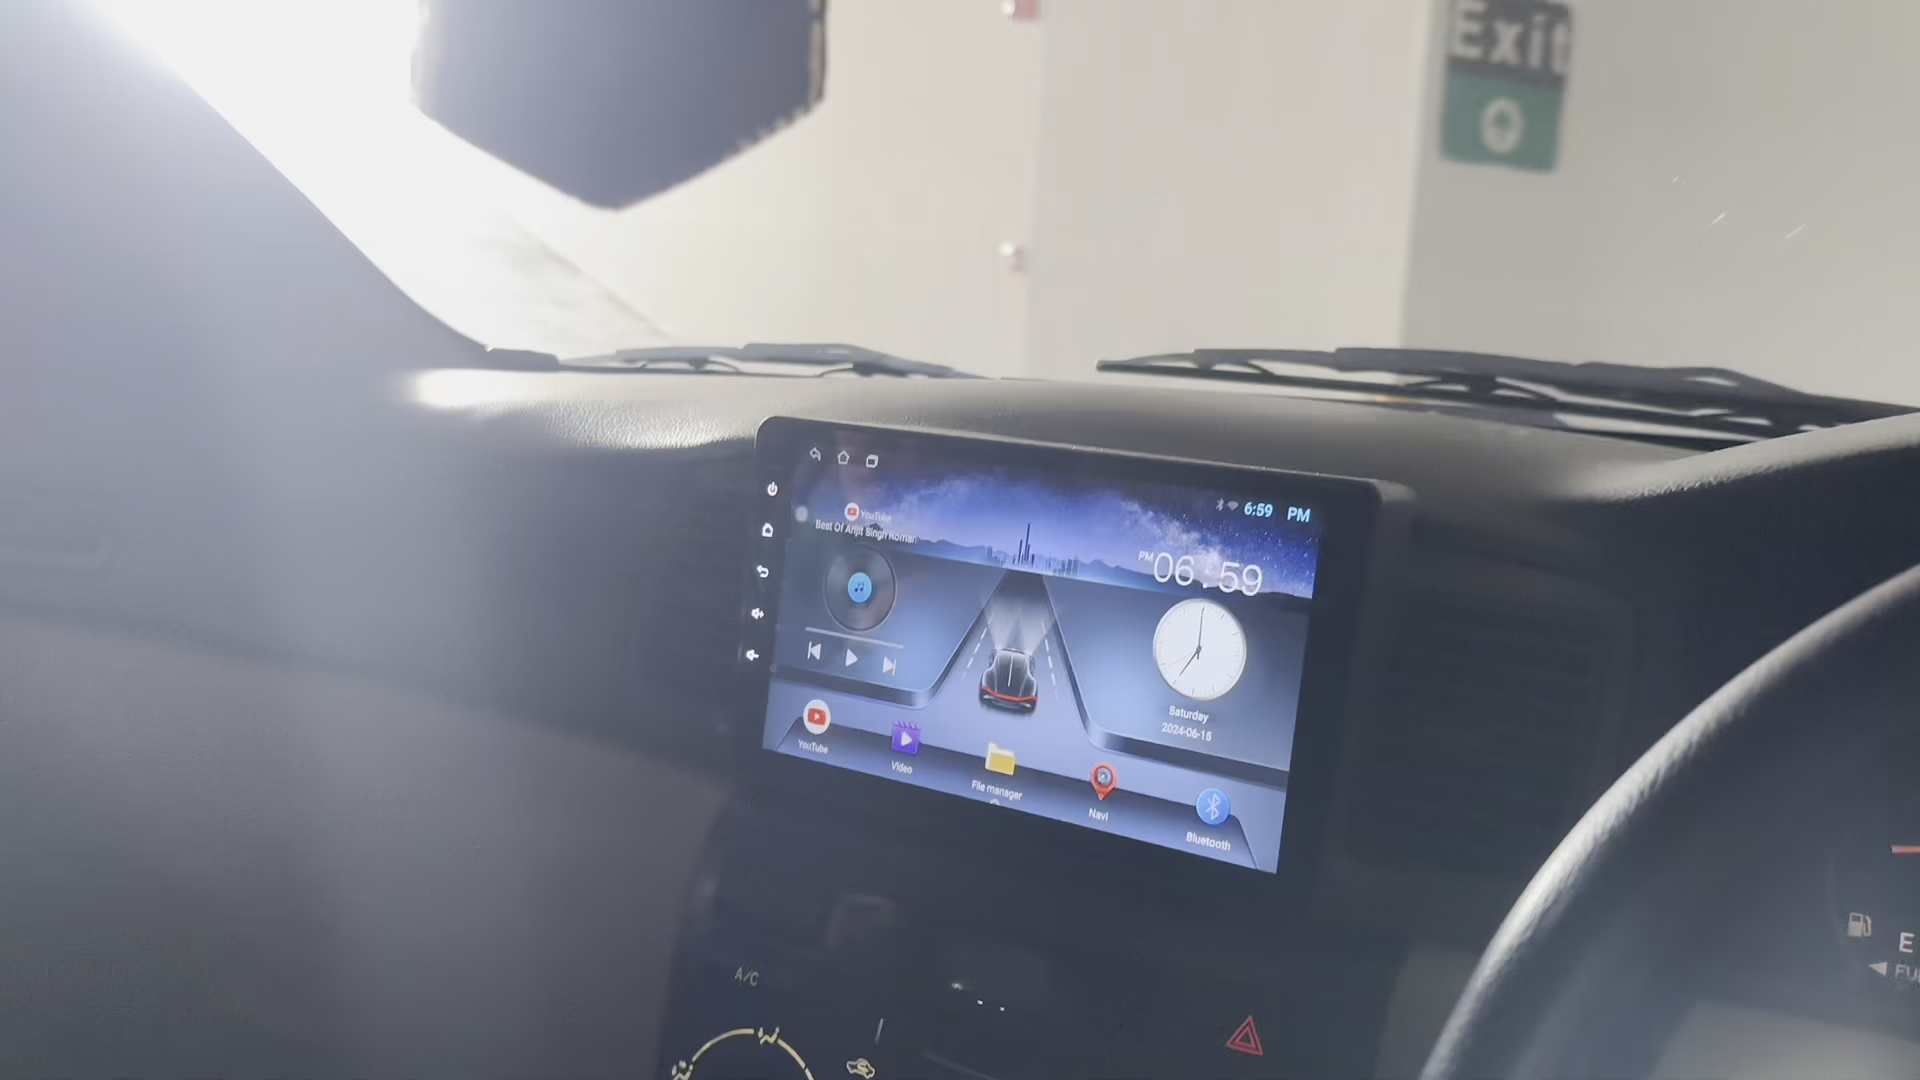 Exit
6:59 PM
YouTube
Best Of Arijit Singh Roman
PM 06:59
Saturday
2024-06-15
YouTube
Video
File manager
Navi
Bluetooth
A/C
E